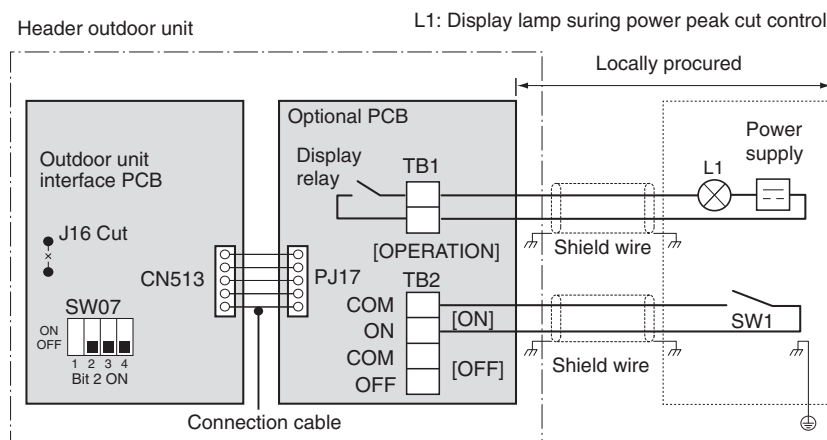 Header outdoor unit
L1: Display lamp suring power peak cut control
Locally procured
Outdoor unit
interface PCB
J16 Cut
×
CN513
SW07
ON
OFF
1 2 3 4
Bit 2 ON
Optional PCB
Display
relay
TB1
[OPERATION]
PJ17
TB2
COM
ON
[ON]
COM
OFF
[OFF]
Connection cable
Shield wire
Shield wire
L1
Power
supply
SW1